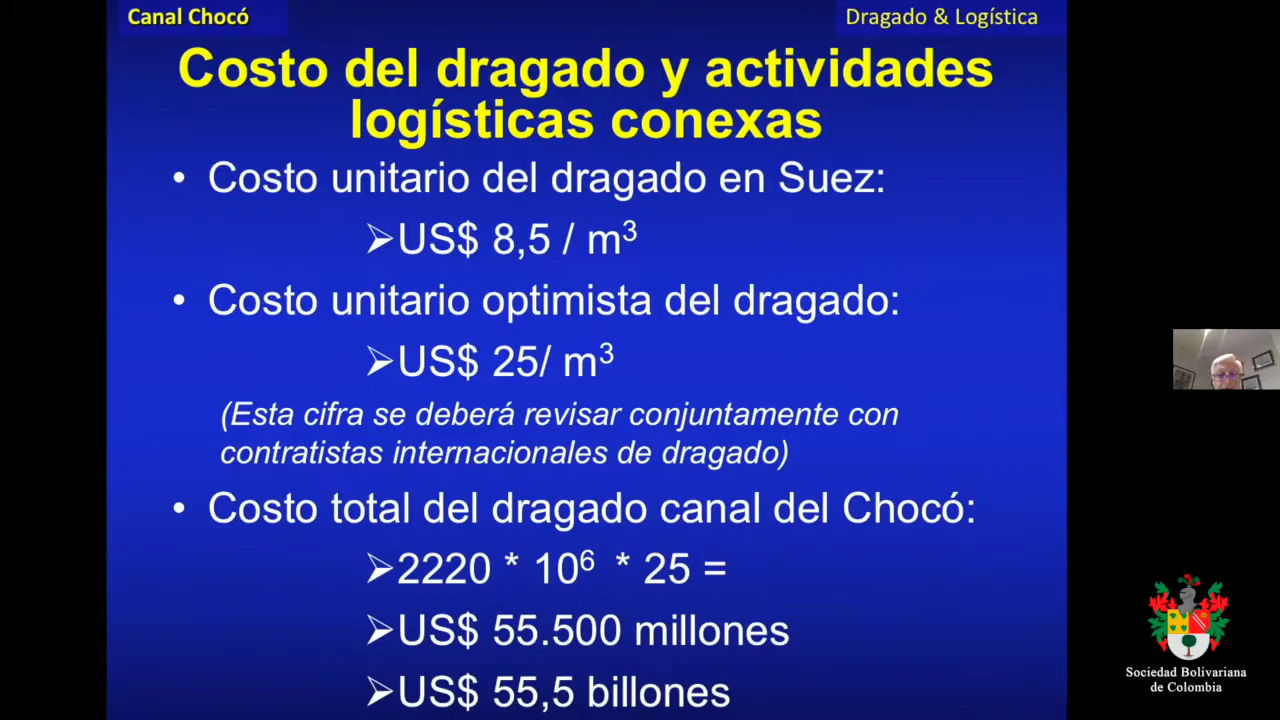 Canal Chocó
Dragado & Logística
Costo del dragado y actividades
logísticas conexas
• Costo unitario del dragado en Suez:
➢US$ 8,5 / m³
• Costo unitario optimista del dragado:
➢US$ 25/ m³
(Esta cifra se deberá revisar conjuntamente con
contratistas internacionales de dragado)
• Costo total del dragado canal del Chocó:
➢2220 * 10⁶ * 25 =
➢US$ 55.500 millones
➢US$ 55,5 billones
Sociedad Bolivariana
de Colombia